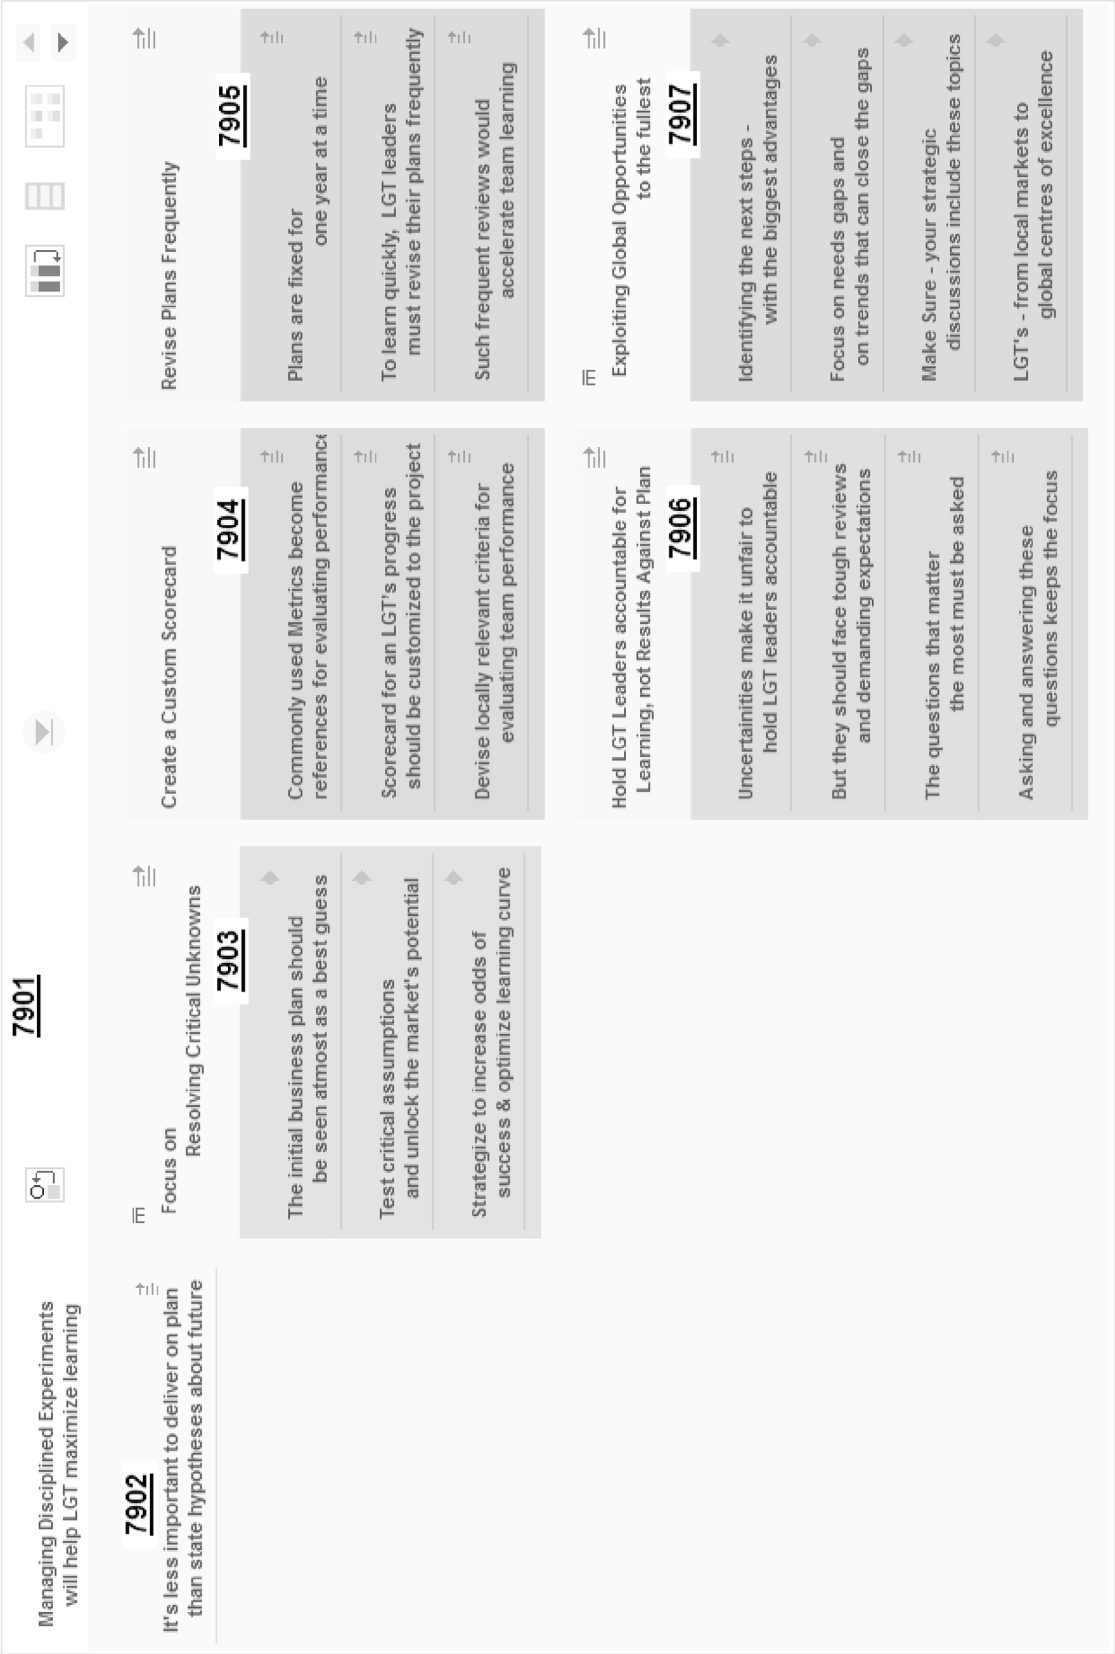 Managing Disciplined Experiments
will help LGT maximize learning
7901
7902
It's less important to deliver on plan
than state hypotheses about future
Focus on
Resolving Critical Unknowns
7903
The initial business plan should
be seen atmost as a best guess
Test critical assumptions
and unlock the market's potential
Strategize to increase odds of
success & optimize learning curve
Create a Custom Scorecard
7904
Commonly used Metrics become
references for evaluating performance
Scorecard for an LGT's progress
should be customized to the project
Devise locally relevant criteria for
evaluating team performance
Revise Plans Frequently
7905
Plans are fixed for
one year at a time
To learn quickly, LGT leaders
must revise their plans frequently
Such frequent reviews would
accelerate team learning
Hold LGT Leaders accountable for
Learning, not Results Against Plan
7906
Uncertainities make it unfair to
hold LGT leaders accountable
But they should face tough reviews
and demanding expectations
The questions that matter
the most must be asked
Asking and answering these
questions keeps the focus
Exploiting Global Opportunities
to the fullest
7907
Identifying the next steps -
with the biggest advantages
Focus on needs gaps and
on trends that can close the gaps
Make Sure - your strategic
discussions include these topics
LGT's - from local markets to
global centres of excellence